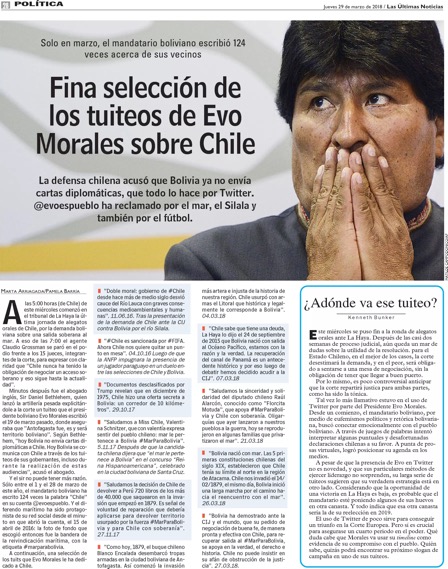 POLÍTICA
Jueves 29 de marzo de 2018 / Las Últimas Noticias
Solo en marzo, el mandatario boliviano escribió 124
veces acerca de sus vecinos
Fina selección de
los tuiteos de Evo
Morales sobre Chile
La defensa chilena acusó que Bolivia ya no envía
cartas diplomáticas, que todo lo hace por Twitter.
@evoespueblo ha reclamado por el mar, el Silala y
también por el fútbol.
MARTA ARRIAGADA/PAMELA BARRÍA
A las 5:00 horas (de Chile) de
este miércoles comenzó en
el tribunal de La Haya la última
jornada de alegatos
orales de Chile, por la demanda boliviana
sobre una salida soberana al
mar. A eso de las 7:00 el agente
Claudio Grossman se paró en el podio
frente a los 15 jueces, integrantes
de la corte, para expresar con claridad
que "Chile nunca ha tenido la
obligación de negociar un acceso soberano
y eso sigue hasta la actualidad".
Minutos después fue el abogado
inglés, Sir Daniel Bethlehem, quien
lanzó la artillería pesada explicitándole
a la corte un tuiteo que el presidente
boliviano Evo Morales escribió
el 19 de marzo pasado, donde aseguraba
que "Antofagasta fue, es y será
territorio boliviano". Según Bethlehem,
"hoy Bolivia no envía cartas diplomáticas
a Chile, hoy Bolivia se comunica
con Chile a través de los tuiteos
de sus gobernantes, incluso durante
la realización de estas
audiencias", acusó el abogado.
Y el sir no puede tener más razón.
Sólo entre el 1 y el 28 de marzo de
este año, el mandatario boliviano ha
escrito 124 veces la palabra "Chile"
en su cuenta @evoespueblo. Y el diferendo
marítimo ha sido protagonista
de su red social desde el minuto
en que abrió la cuenta, el 15 de
abril de 2016; la foto de fondo que
escogió entonces fue la bandera de
la reivindicación marítima, con la
etiqueta #marparabolivia.
A continuación, una selección de
los tuits que Evo Morales le ha dedicado a Chile:
"Doble moral: gobierno de #Chile
desde hace más de medio siglo desvió
cauce del río Lauca con graves consecuencias
medioambientales y humanas".
11.06.16. Tras la presentación
de la demanda de Chile ante la CIJ
contra Bolivia por el río Silala.
"#Chile es sancionada por #FIFA.
Ahora Chile nos quiere quitar un punto
en mesa". 04.10.16 Luego de que
la ANFP impugnara la presencia de un
jugador paraguayo en un duelo entre
las selecciones de Chile y Bolivia.
"Documentos desclasificados por
Trump revelan que en diciembre de
1975, Chile hizo una oferta secreta a
Bolivia: un corredor de 10 kilómetros".
29.10.17
"Saludamos a Miss Chile, Valentina
Schnitzer, que con valentía expresa
sentir del pueblo chileno: mar le pertenece
a Bolivia #MarParaBolivia".
5.11.17 Después de que la candidata
chilena dijera que "el mar le pertenece
a Bolivia" en el concurso "Reina
Hispanoamericana", celebrado
en la ciudad boliviana de Santa Cruz.
"Saludamos la decisión de Chile de
devolver a Perú 720 libros de los más
de 40.000 que saquearon en la invasión
que empezó en 1879. Es buena
voluntad de reparación que debería
aplicarse para devolver territorio
usurpado por la fuerza #MarParaBolivia
y para Chile con soberanía".
27.11.17
"Como hoy, 1879, el buque chileno
Blanco Encalada desembarcó tropas
armadas en la ciudad boliviana de Antofagasta.
Así comenzó la invasión
más artera e injusta de la historia de
nuestra región. Chile usurpó con armas
el Litoral que histórica y legalmente
le corresponde a Bolivia".
04.03.18
"Chile sabe que tiene una deuda,
La Haya lo dijo el 24 de septiembre
de 2015 que Bolivia nació con salida
al Océano Pacífico, estamos con la
razón y la verdad. La recuperación
del canal de Panamá es un antecedente
histórico y por eso luego de
debate hemos decidido acudir a la
CIJ". 07.03.18
"Saludamos la sinceridad y solidaridad
del diputado chileno Raúl
Alarcón, conocido como "Florcita
Motuda", que apoya #MarParaBolivia
y Chile con soberanía. Oligarquías
que ayer lanzaron a nuestros
pueblos a la guerra, hoy se reproducen
en algunas familias que privatizaron
el mar". 21.03.18
"Bolivia nació con mar. Las 5 primeras
constituciones chilenas del
siglo XIX, establecieron que Chile
tenía su límite al norte en la región
de Atacama. Chile nos invadió el 14/
02/1879, el mismo día, Bolivia inició
una larga marcha por el camino hacia
el reencuentro con el mar".
26.03.18
"Bolivia ha demostrado ante la
CIJ y el mundo, que su pedido de
negociación de buena fe, de manera
pronta y efectiva con Chile, para recuperar
salida al #MarParaBolivia,
se apoya en la verdad, el derecho e
historia. Chile no puede insistir en
su afán de obstrucción de la
justicia". 27.03.18.
¿Adónde va ese tuiteo?
Kenneth Bunker
Este miércoles se puso fin a la ronda de alegatos
orales ante La Haya. Después de las casi dos
semanas de proceso judicial, aún queda un mar de
dudas sobre la utilidad de la resolución, para el
Estado Chileno, en el mejor de los casos, la corte
desestimará la demanda, y en el peor, será obligado
a sentarse a una mesa de negociación, sin la
obligación de tener que llegar a buen puerto.
Por lo mismo, es poco controversial anticipar
que la corte repartirá justicia para ambas partes,
como ha sido la tónica.
Tal vez lo más llamativo estuvo en el uso de
Twitter por parte del Presidente Evo Morales.
Desde su comienzo, el mandatario boliviano, por
medio de eufemismos políticos y retórica boliviana,
buscó conectar emocionalmente con el pueblo
boliviano. A través de juegos de palabras intentó
interpretar algunas puntuales y desafortunadas
declaraciones chilenas a su favor. A punta de promesas
virtuales, logró posicionar su agenda en los
medios.
A pesar de que la presencia de Evo en Twitter
no es novedad, y que sus particulares métodos de
ejercer liderazgo no sorprenden, su larga serie de
tuiteos sugieren que su verdadera estrategia está en
otro lado. Considerando que la oportunidad de
una victoria en La Haya es baja, es probable que el
mandatario esté poniendo algunos de sus huevos
en otra canasta. Y todo indica que esa otra canasta
sería la de su reelección en 2019.
El uso de Twitter de poco sirve para conseguir
un triunfo en la Corte Europea. Pero sí es crucial
para asegurar un cuarto período en el poder. Qué
duda cabe que Morales va usar su invicto como
evidencia de su compromiso con el pueblo. Quién
sabe, quizás podría encontrar su próximo slogan de
campaña en uno de sus tuiteos.